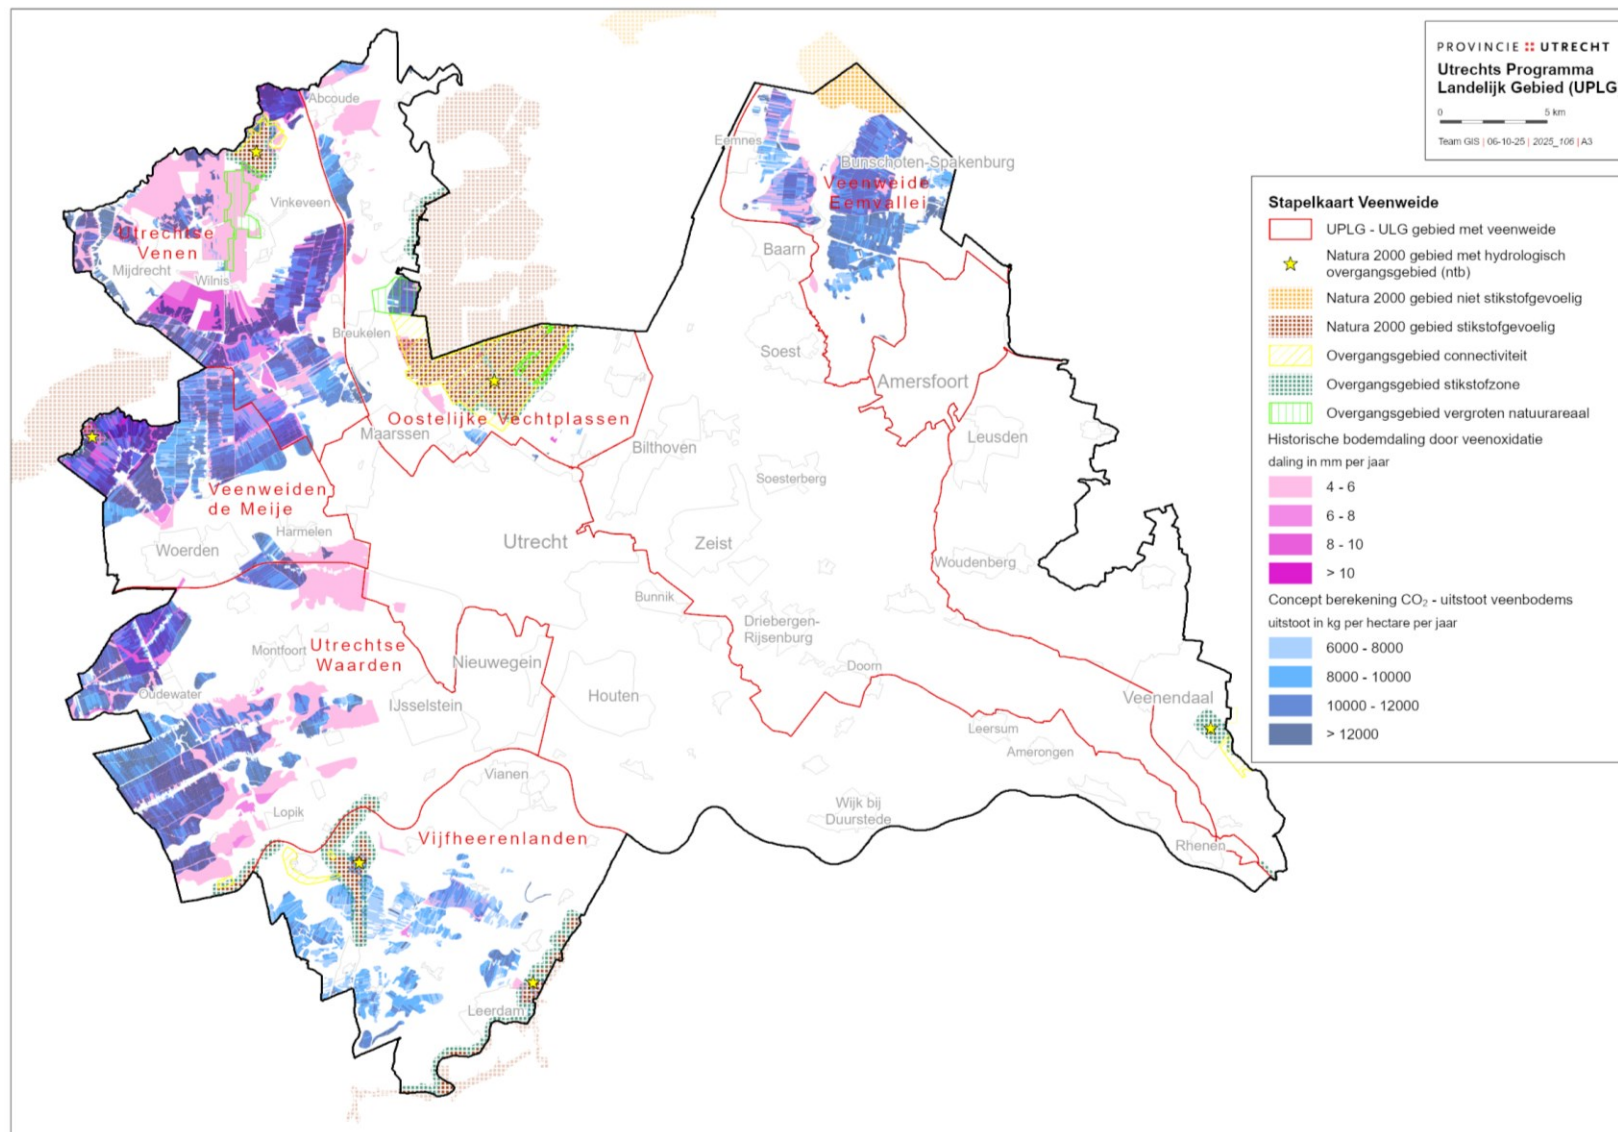 PROVINCIE UTRECHT
Utrechts Programma
Landelijk Gebied (UPLG
0 5 km
Team GIS | 06-10-25 | 2025_106 | A3
Stapelkaart Veenweide
UPLG - ULG gebied met veenweide
Natura 2000 gebied met hydrologisch
overgangsgebied (ntb)
Natura 2000 gebied niet stikstofgevoelig
Natura 2000 gebied stikstofgevoelig
Overgangsgebied connectiviteit
Overgangsgebied stikstofzone
Overgangsgebied vergroten natuurareaal
Historische bodemdaling door veenoxidatie
daling in mm per jaar
4 - 6
6 - 8
8 - 10
> 10
Concept berekening CO₂ - uitstoot veenbodems
uitstoot in kg per hectare per jaar
6000 - 8000
8000 - 10000
10000 - 12000
> 12000
Abcoude
Eemnes
Bunschoten-Spakenburg
Veenweide
Eemvallei
Vinkeveen
Utrechtse
Venen
Mijdrecht
Wilnis
Baarn
Breukelen
Soest
Amersfoort
Oostelijke Vechtplassen
Maarssen
Bilthoven
Leusden
Soesterberg
Veenweiden
de Meije
Harmelen
Woerden
Utrecht
Zeist
Woudenberg
Bunnik
Driebergen-
Rijsenburg
Montfoort
Utrechtse
Waarden
Nieuwegein
Doorn
Oudewater
IJsselstein
Houten
Veenendaal
Leersum
Amerongen
Vianen
Lopik
Wijk bij
Duurstede
Vijfheerenlanden
Rhenen
Leerdam